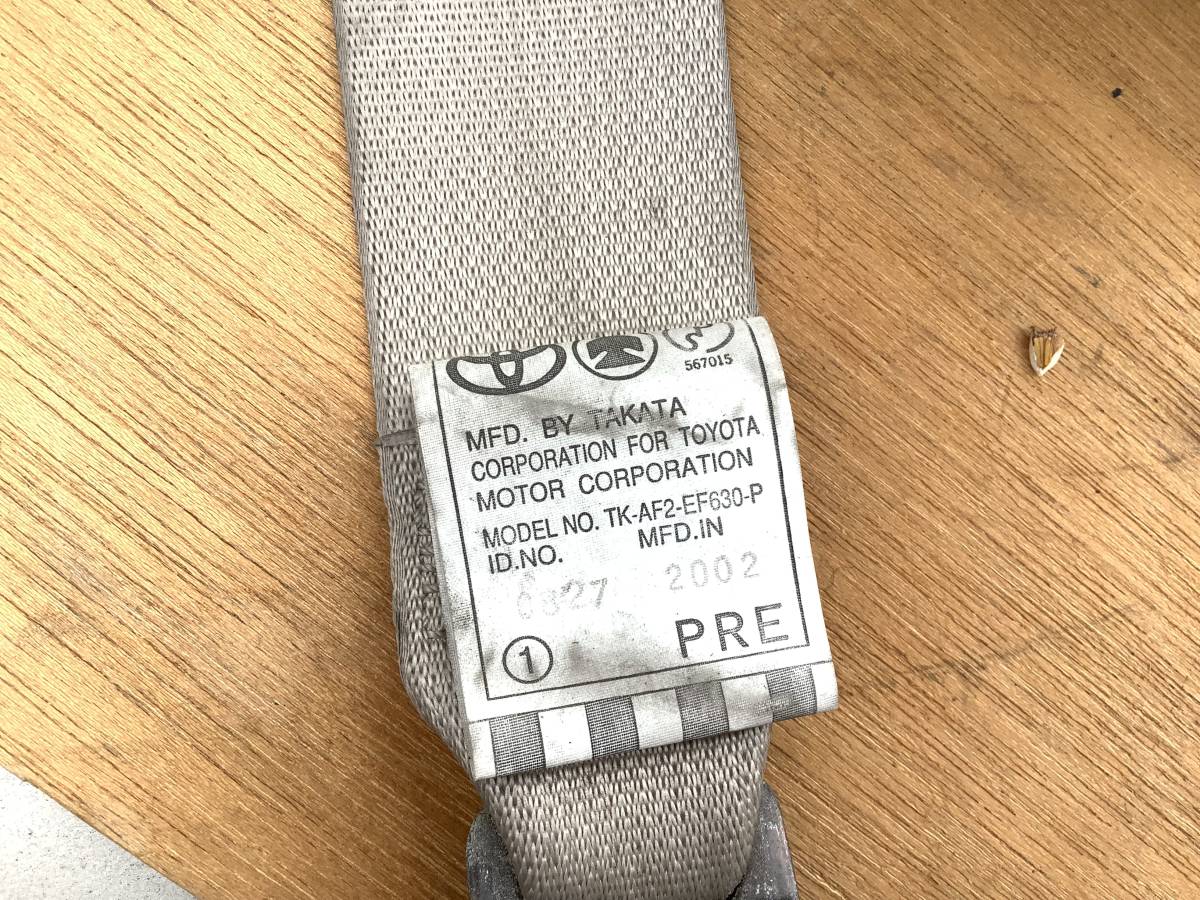 567015
MFD. BY TAKATA
CORPORATION FOR TOYOTA
MOTOR CORPORATION
MODEL NO. TK-AF2-EF630-P
ID.NO. MFD.IN
2002
1 PRE